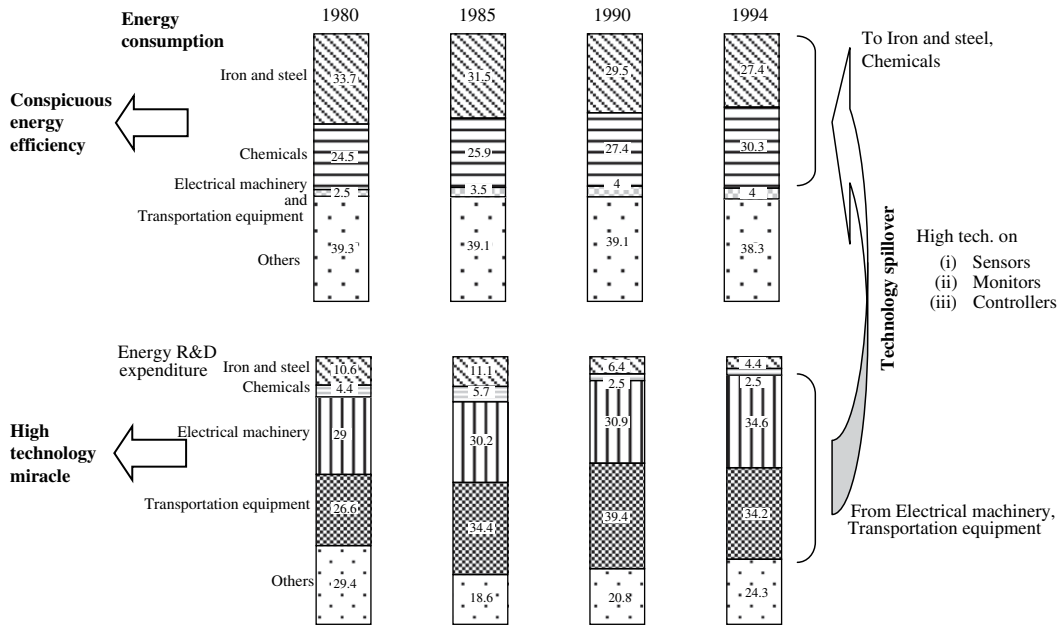 1980 1985 1990 1994
Energy
consumption
Iron and steel
33.7 31.5 29.5 27.4
Conspicuous
energy
efficiency
Chemicals
24.5 25.9 27.4 30.3
Electrical machinery
and
Transportation equipment
2.5 3.5 4 4
Others
39.3 39.1 39.1 38.3
To Iron and steel,
Chemicals
Technology spillover
High tech. on
(i) Sensors
(ii) Monitors
(iii) Controllers
Energy R&D
expenditure
Iron and steel
10.6 11.1 6.4 4.4
Chemicals
4.4 5.7 2.5 2.5
High
technology
miracle
Electrical machinery
29 30.2 30.9 34.6
Transportation equipment
26.6 34.4 39.4 34.2
Others
29.4 18.6 20.8 24.3
From Electrical machinery,
Transportation equipment